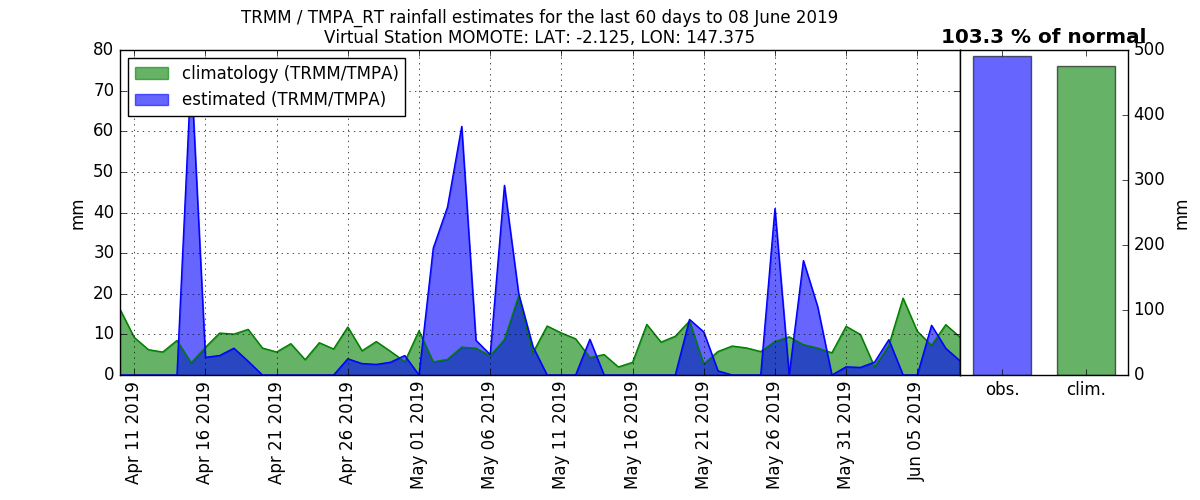 TRMM / TMPA_RT rainfall estimates for the last 60 days to 08 June 2019
Virtual Station MOMOTE: LAT: -2.125, LON: 147.375
103.3 % of normal
climatology (TRMM/TMPA)
estimated (TRMM/TMPA)
80
70
60
50
40
30
20
10
0
mm
500
400
300
200
100
0
mm
Apr 11 2019
Apr 16 2019
Apr 21 2019
Apr 26 2019
May 01 2019
May 06 2019
May 11 2019
May 16 2019
May 21 2019
May 26 2019
May 31 2019
Jun 05 2019
obs.
clim.